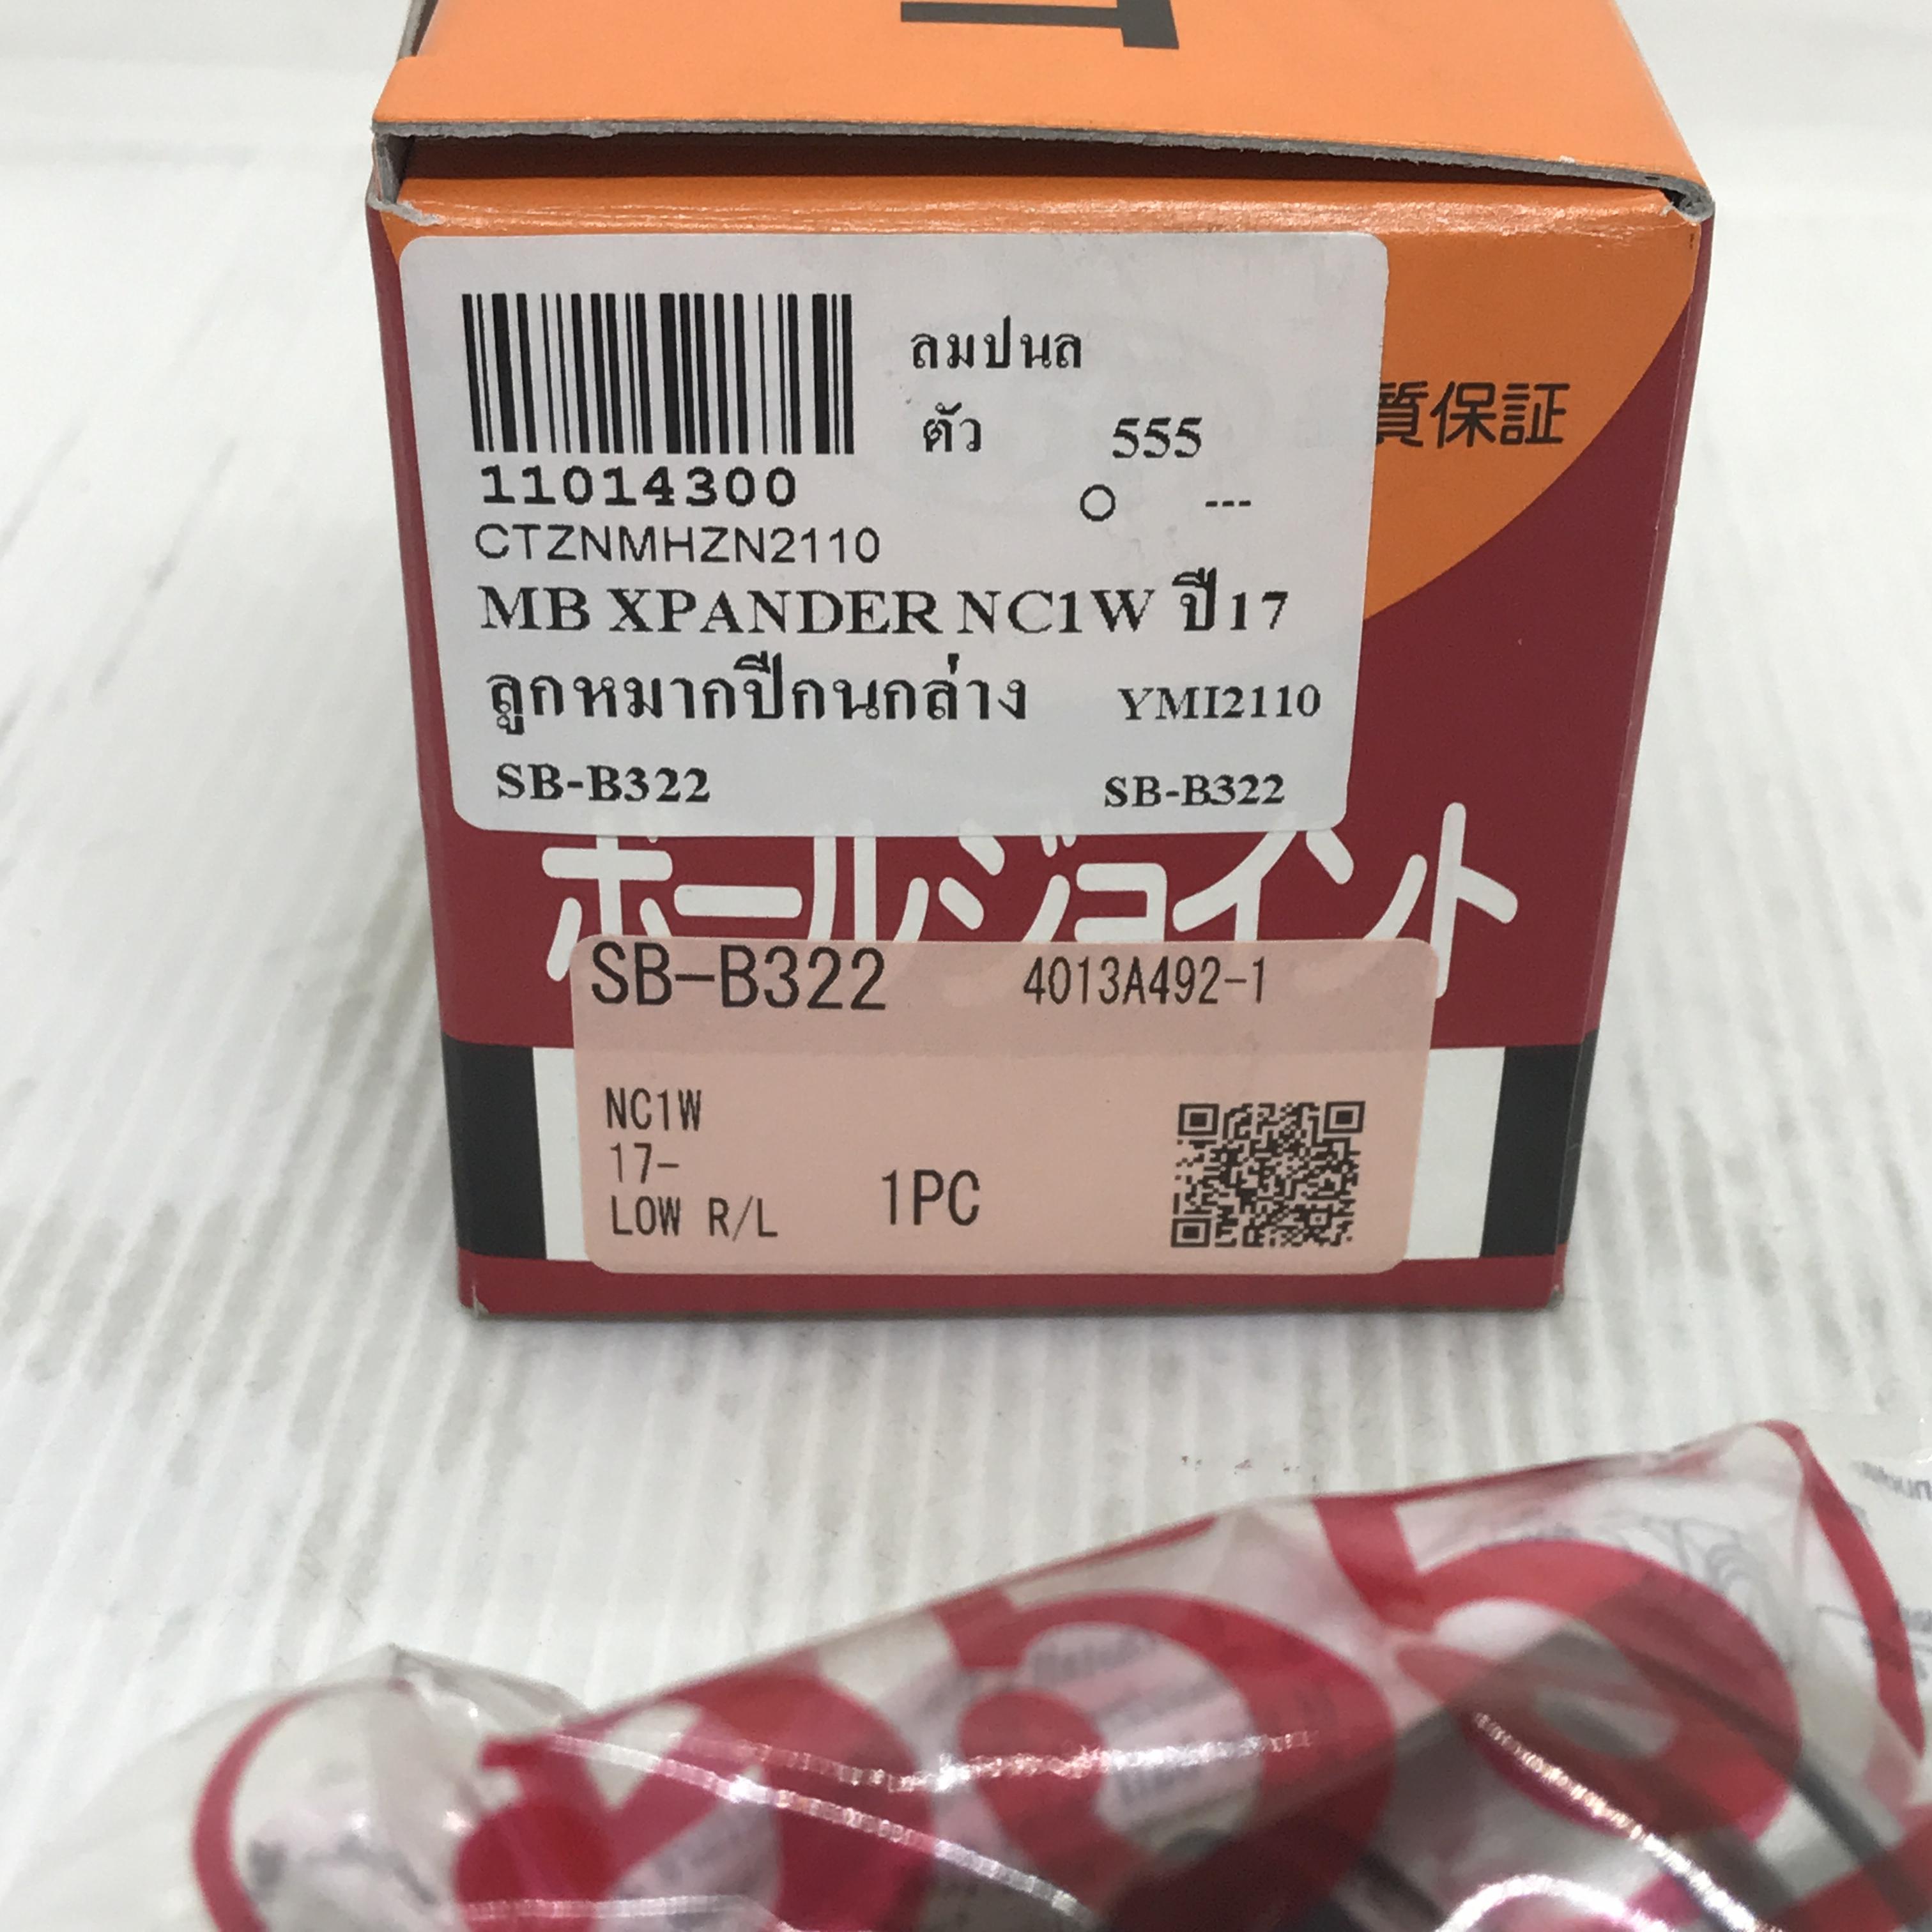 T
ลมปนล
ตัว 555
11014300
O ---
CTZNMHZN2110
質保証
MB XPANDER NC1W ปี17
ลูกหมากปีกนกล่าง YMI2110
SB-B322 SB-B322
ボールジョイント
SB-B322 4013A492-1
NC1W
17-
LOW R/L 1PC